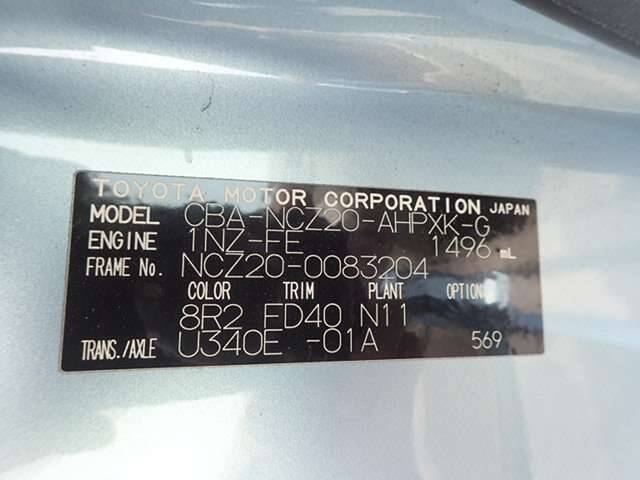 TOYOTA MOTOR CORPORATION JAPAN
MODEL CBA-NCZ20-AHPXK-G
ENGINE 1NZ-FE 1496 mL
FRAME No. NCZ20-0083204
COLOR TRIM PLANT OPTION
8R2 FD40 N11
TRANS./AXLE U340E -01A 569